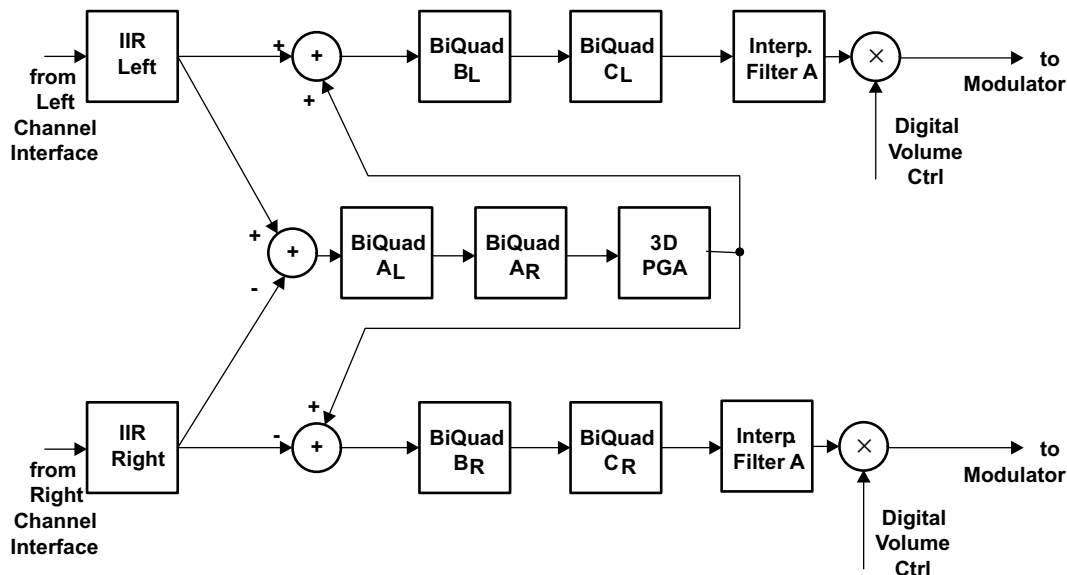 IIR
Left
from
Left
Channel
Interface
+
+
+
BiQuad
BL
BiQuad
CL
Interp.
Filter A
×
to
Modulator
Digital
Volume
Ctrl
+
-
+
BiQuad
AL
BiQuad
AR
3D
PGA
IIR
Right
from
Right
Channel
Interface
+
-
+
BiQuad
BR
BiQuad
CR
Interp.
Filter A
×
to
Modulator
Digital
Volume
Ctrl